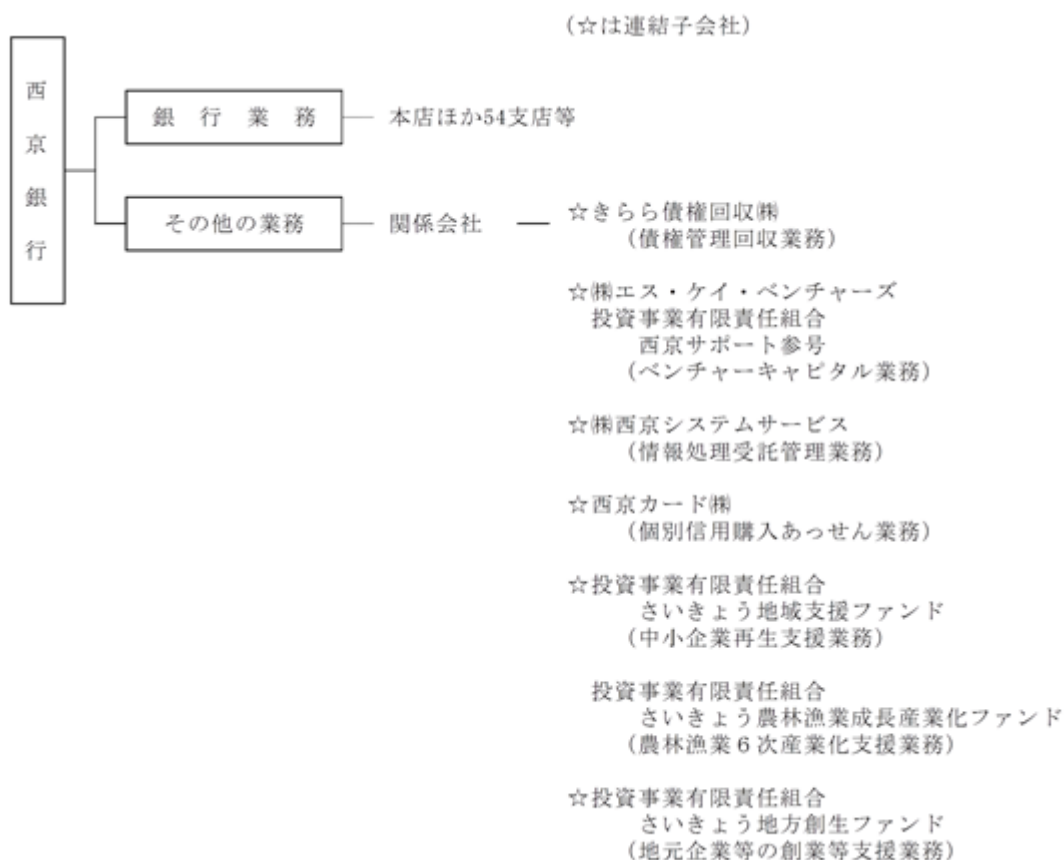 (☆は連結子会社)
西京銀行
銀行業務
本店ほか54支店等
その他の業務
関係会社
☆きらら債権回収㈱
(債権管理回収業務)
☆㈱エス・ケイ・ベンチャーズ
投資事業有限責任組合
西京サポート参号
(ベンチャーキャピタル業務)
☆㈱西京システムサービス
(情報処理受託管理業務)
☆西京カード㈱
(個別信用購入あっせん業務)
☆投資事業有限責任組合
さいきょう地域支援ファンド
(中小企業再生支援業務)
投資事業有限責任組合
さいきょう農林漁業成長産業化ファンド
(農林漁業6次産業化支援業務)
☆投資事業有限責任組合
さいきょう地方創生ファンド
(地元企業等の創業等支援業務)